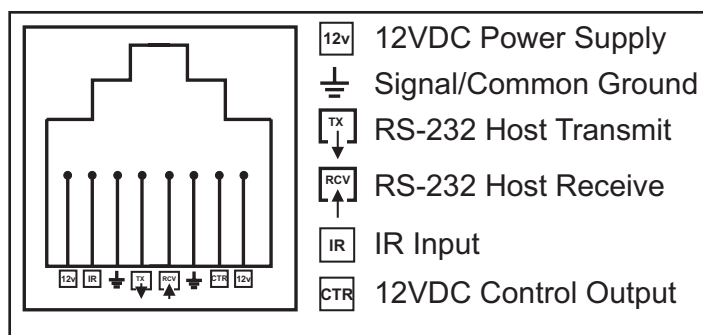 12v 12VDC Power Supply
Signal/Common Ground
TX RS-232 Host Transmit
RCV RS-232 Host Receive
IR IR Input
CTR 12VDC Control Output
12v IR TX RCV CTR 12v